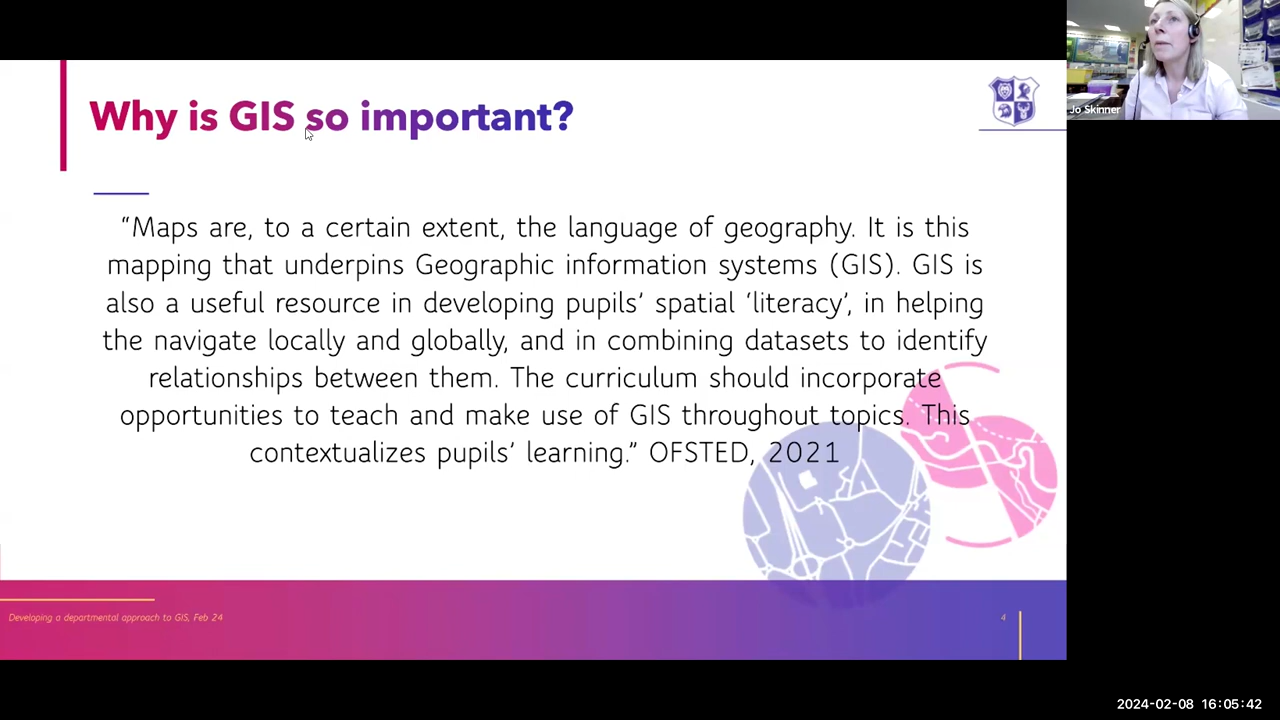 Why is GIS so important?
“Maps are, to a certain extent, the language of geography. It is this
mapping that underpins Geographic information systems (GIS). GIS is
also a useful resource in developing pupils’ spatial ‘literacy’, in helping
the navigate locally and globally, and in combining datasets to identify
relationships between them. The curriculum should incorporate
opportunities to teach and make use of GIS throughout topics. This
contextualizes pupils’ learning.” OFSTED, 2021
Developing a departmental approach to GIS, Feb 24
4
Jo Skinner
2024-02-08 16:05:42